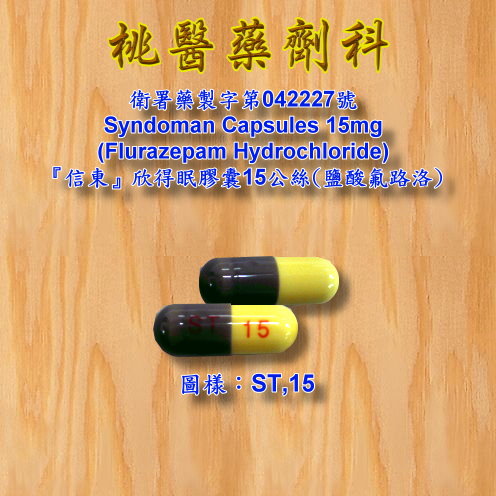 桃醫藥劑科
衛署藥製字第042227號
Syndoman Capsules 15mg
(Flurazepam Hydrochloride)
『信東』欣得眠膠囊15公絲(鹽酸氟路洛)
ST 15
圖樣：ST,15